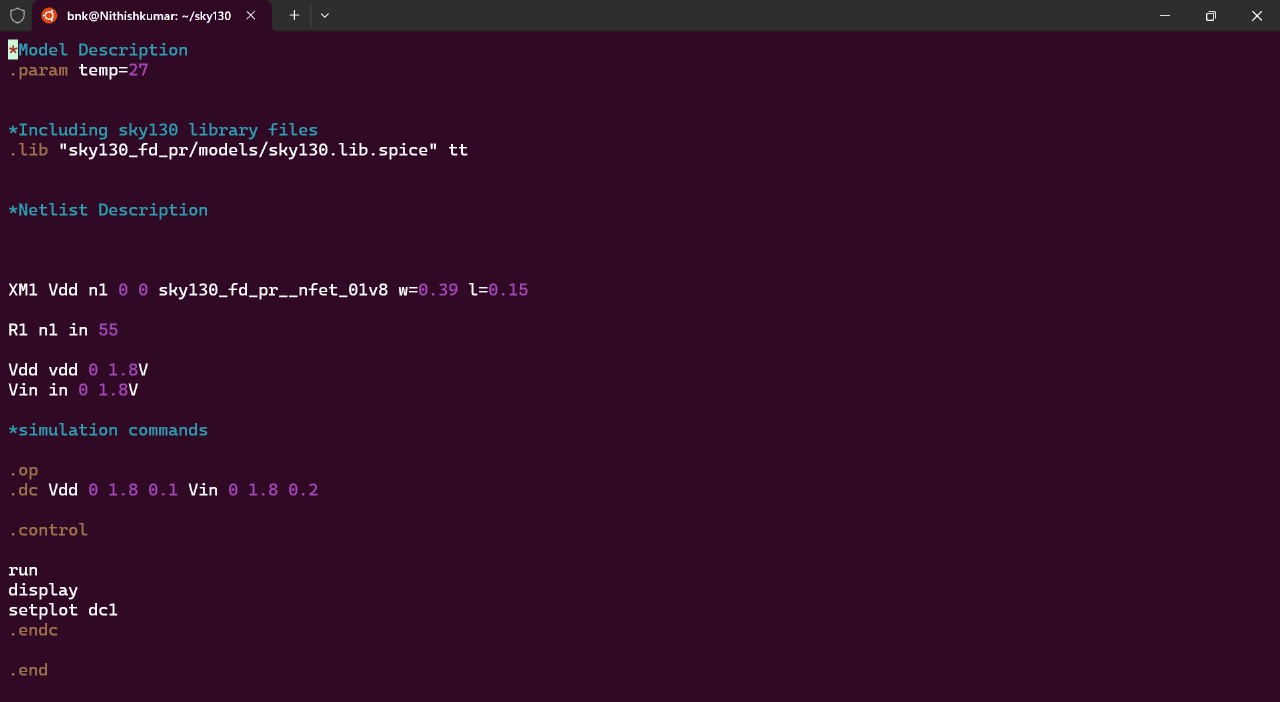 bnk@Nithishkumar: ~/sky130
*Model Description
.param temp=27
*Including sky130 library files
.lib "sky130_fd_pr/models/sky130.lib.spice" tt
*Netlist Description
XM1 Vdd n1 0 0 sky130_fd_pr__nfet_01v8 w=0.39 l=0.15
R1 n1 in 55
Vdd vdd 0 1.8V
Vin in 0 1.8V
*simulation commands
.op
.dc Vdd 0 1.8 0.1 Vin 0 1.8 0.2
.control
run
display
setplot dc1
.endc
.end